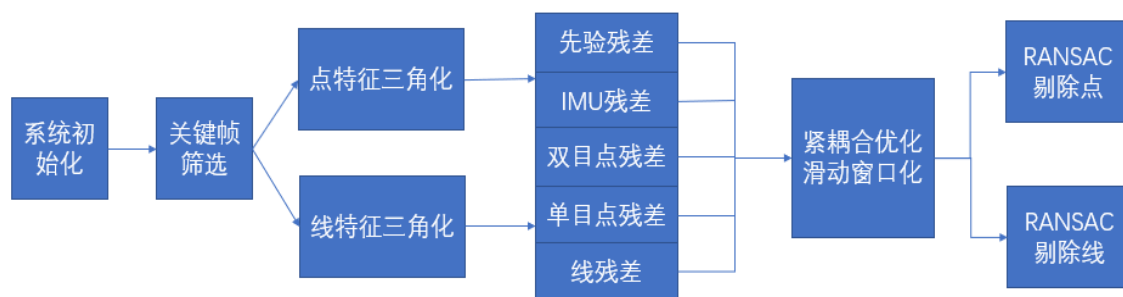 系统初
始化
关键帧
筛选
点特征三角化
线特征三角化
先验残差
IMU残差
双目点残差
单目点残差
线残差
紧耦合优化
滑动窗口化
RANSAC
剔除点
RANSAC
剔除线